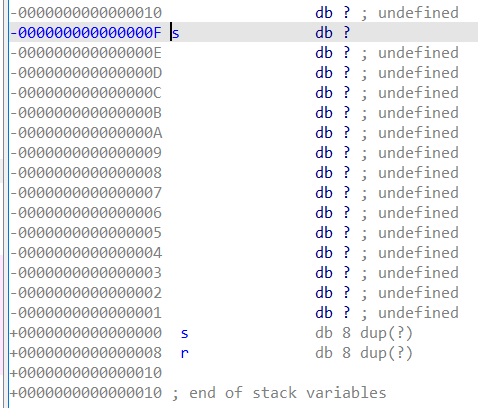 -0000000000000010 db ? ; undefined
-000000000000000F s db ?
-000000000000000E db ? ; undefined
-000000000000000D db ? ; undefined
-000000000000000C db ? ; undefined
-000000000000000B db ? ; undefined
-000000000000000A db ? ; undefined
-0000000000000009 db ? ; undefined
-0000000000000008 db ? ; undefined
-0000000000000007 db ? ; undefined
-0000000000000006 db ? ; undefined
-0000000000000005 db ? ; undefined
-0000000000000004 db ? ; undefined
-0000000000000003 db ? ; undefined
-0000000000000002 db ? ; undefined
-0000000000000001 db ? ; undefined
+0000000000000000 s db 8 dup(?)
+0000000000000008 r db 8 dup(?)
+0000000000000010
+0000000000000010 ; end of stack variables